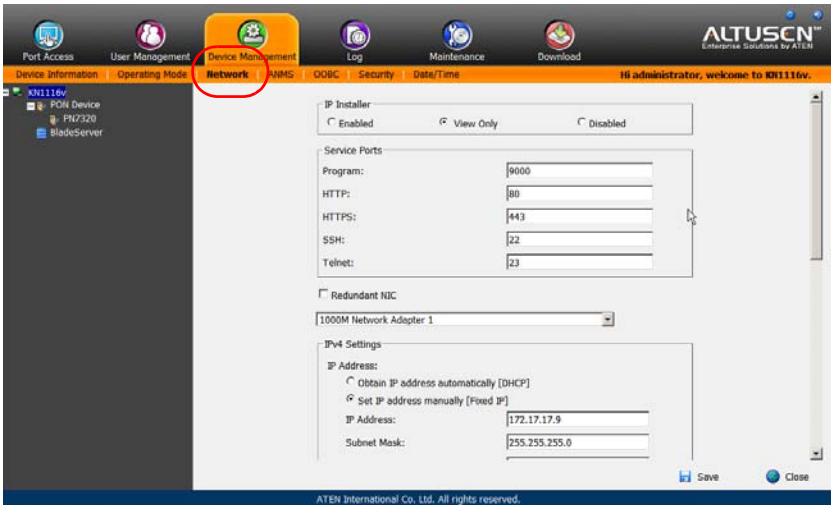 ALTUSEN™
Enterprise Solutions by ATEN
Port Access User Management Device Management Log Maintenance Download
Device Information Operating Mode Network ANMS OOBC Security Date/Time Hi administrator, welcome to KN1116v.
KN1116v
PON Device
PN7320
BladeServer
IP Installer
Enabled View Only Disabled
Service Ports
Program: 9000
HTTP: 80
HTTPS: 443
SSH: 22
Telnet: 23
Redundant NIC
1000M Network Adapter 1
IPv4 Settings
IP Address:
Obtain IP address automatically [DHCP]
Set IP address manually [Fixed IP]
IP Address: 172.17.17.9
Subnet Mask: 255.255.255.0
Save Close
ATEN International Co. Ltd. All rights reserved.